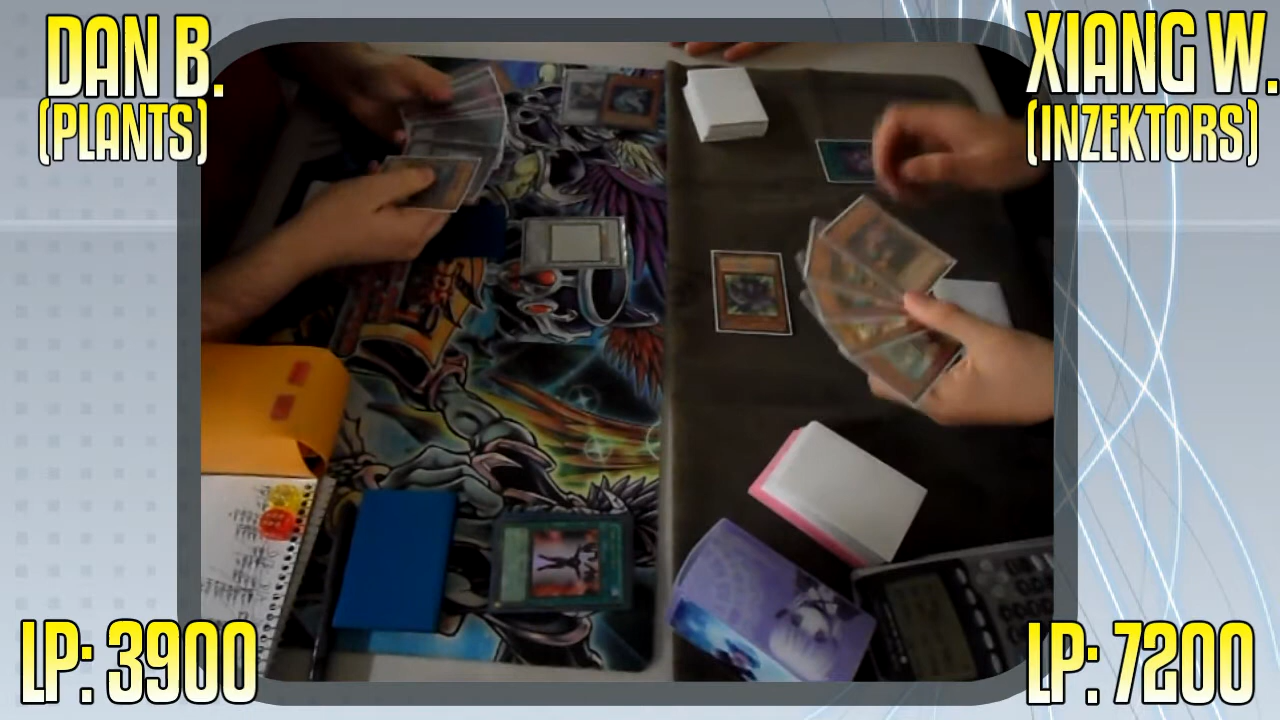 DAN B.
(PLANTS)
XIANG W.
(INZEKTORS)
LP: 3900
LP: 7200